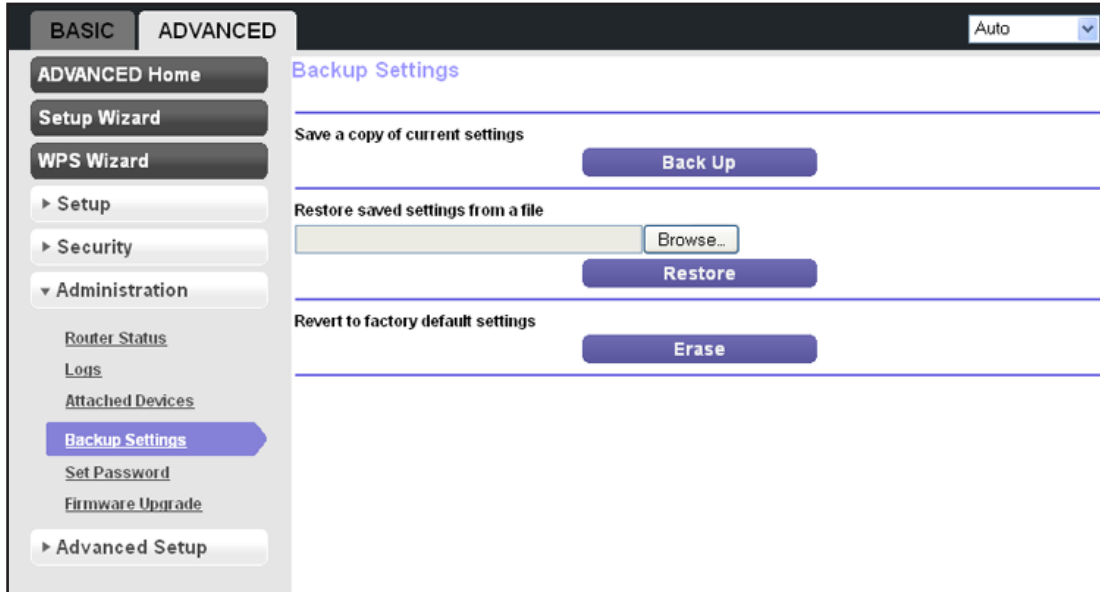 BASIC
ADVANCED
Auto
ADVANCED Home
Setup Wizard
WPS Wizard
Setup
Security
Administration
Router Status
Logs
Attached Devices
Backup Settings
Set Password
Firmware Upgrade
Advanced Setup
Backup Settings
Save a copy of current settings
Back Up
Restore saved settings from a file
Browse...
Restore
Revert to factory default settings
Erase